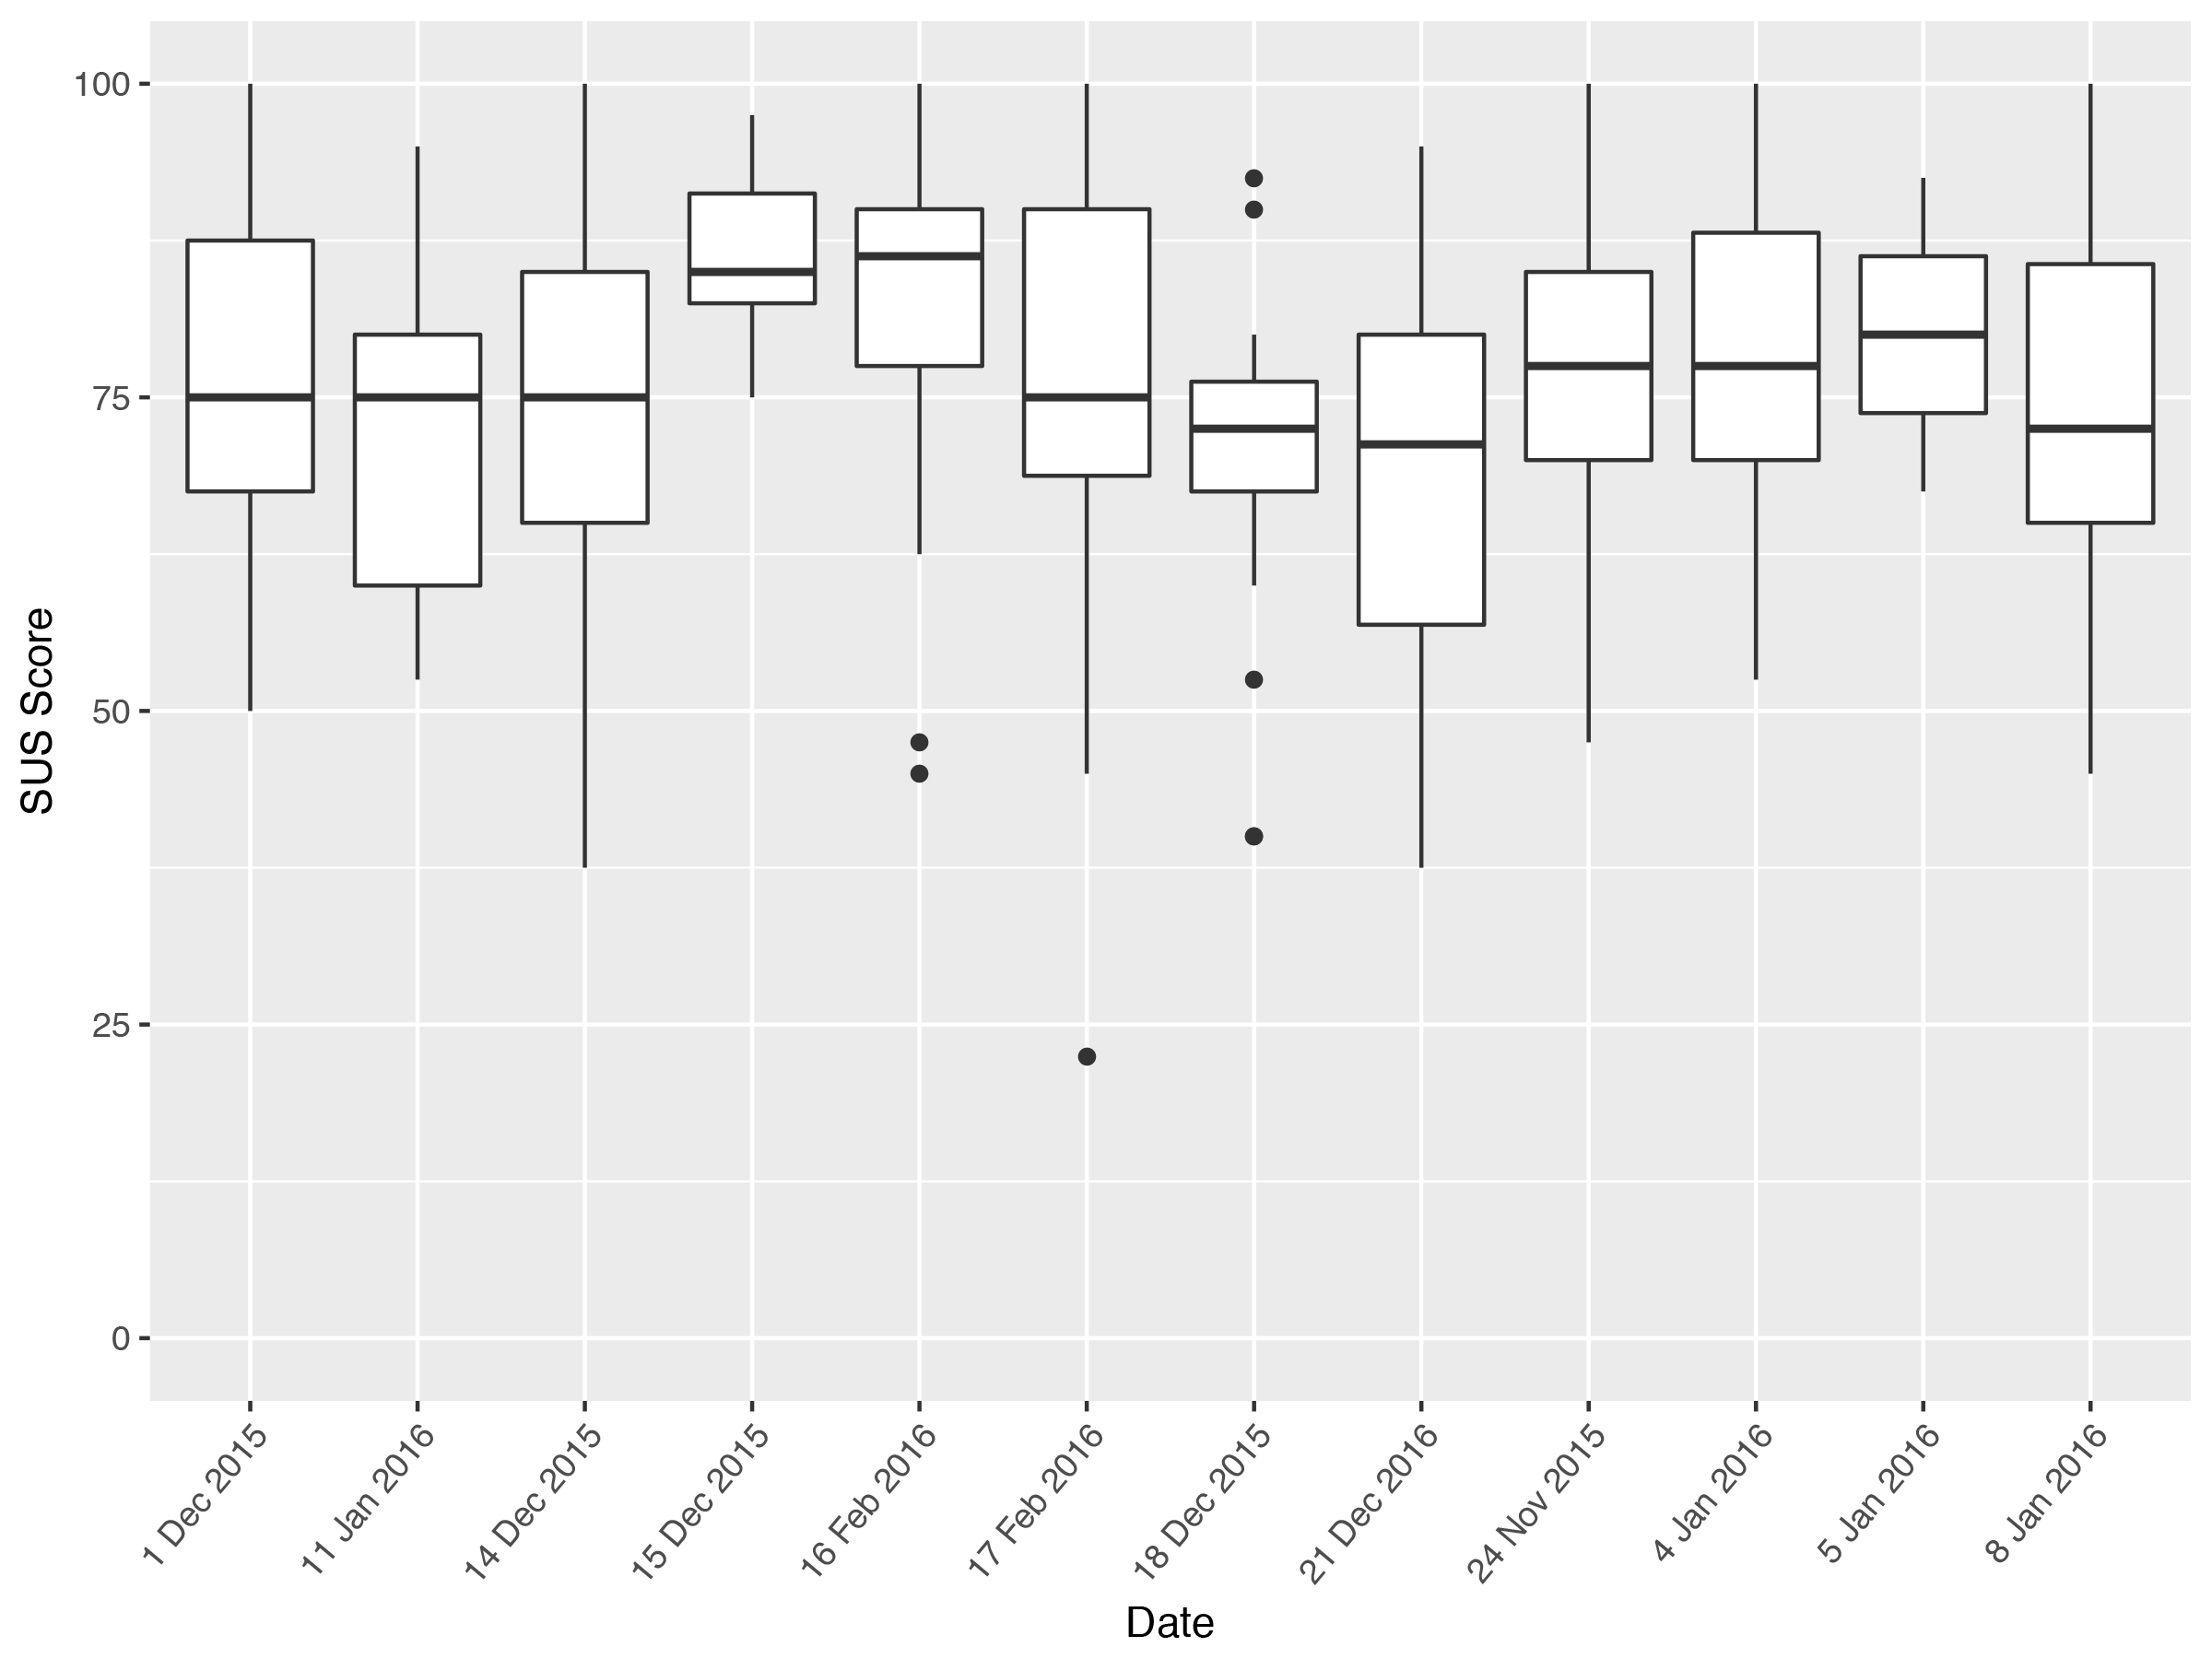 SUS Score
100
75
50
25
0
1 Dec 2015
11 Jan 2016
14 Dec 2015
15 Dec 2015
16 Feb 2016
17 Feb 2016
18 Dec 2015
21 Dec 2016
24 Nov 2015
4 Jan 2016
5 Jan 2016
8 Jan 2016
Date